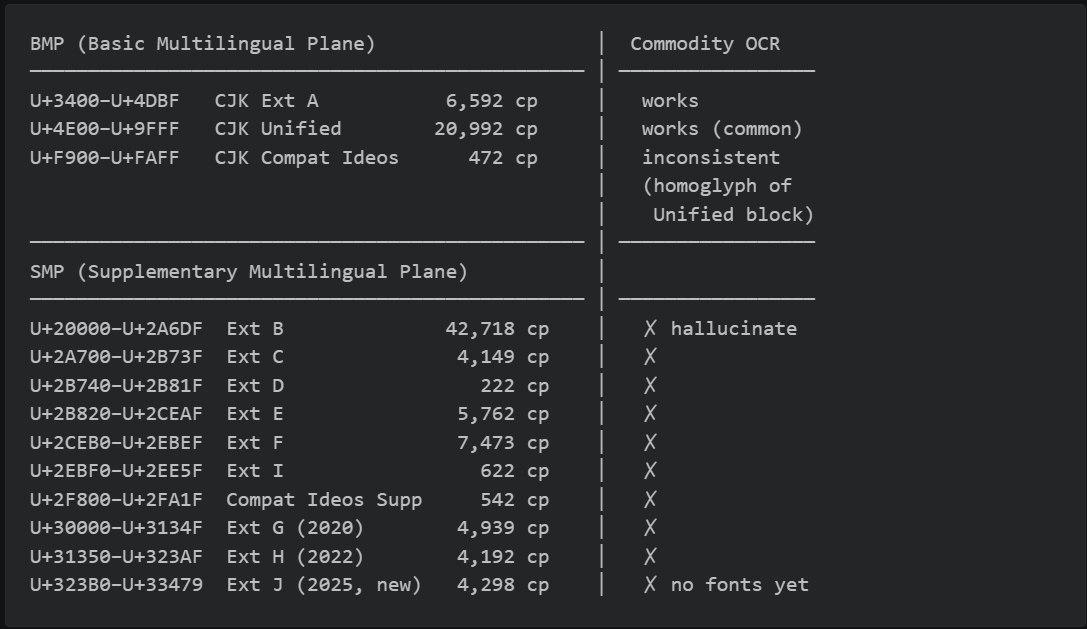 BMP (Basic Multilingual Plane) │ Commodity OCR
U+3400–U+4DBF CJK Ext A 6,592 cp │ works
U+4E00–U+9FFF CJK Unified 20,992 cp │ works (common)
U+F900–U+FAFF CJK Compat Ideos 472 cp │ inconsistent
│ (homoglyph of
│ Unified block)
SMP (Supplementary Multilingual Plane) │
U+20000–U+2A6DF Ext B 42,718 cp │ ✗ hallucinate
U+2A700–U+2B73F Ext C 4,149 cp │ ✗
U+2B740–U+2B81F Ext D 222 cp │ ✗
U+2B820–U+2CEAF Ext E 5,762 cp │ ✗
U+2CEB0–U+2EBEF Ext F 7,473 cp │ ✗
U+2EBF0–U+2EE5F Ext I 622 cp │ ✗
U+2F800–U+2FA1F Compat Ideos Supp 542 cp │ ✗
U+30000–U+3134F Ext G (2020) 4,939 cp │ ✗
U+31350–U+323AF Ext H (2022) 4,192 cp │ ✗
U+323B0–U+33479 Ext J (2025, new) 4,298 cp │ ✗ no fonts yet